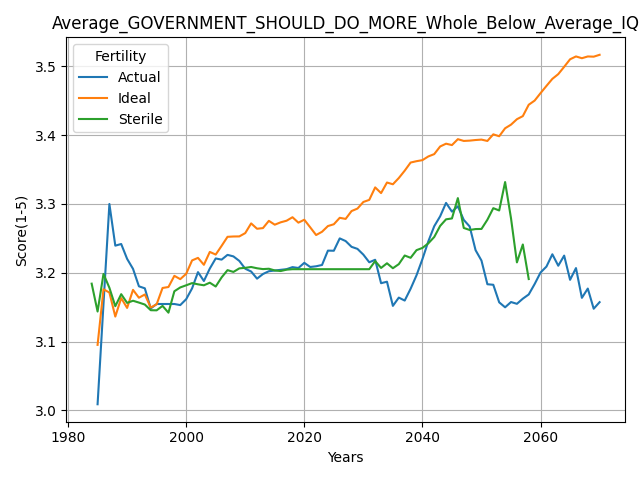 Average_GOVERNMENT_SHOULD_DO_MORE_Whole_Below_Average_IQ
Fertility
Actual
Ideal
Sterile
Score(1-5)
3.5
3.4
3.3
3.2
3.1
3.0
1980
2000
2020
2040
2060
Years